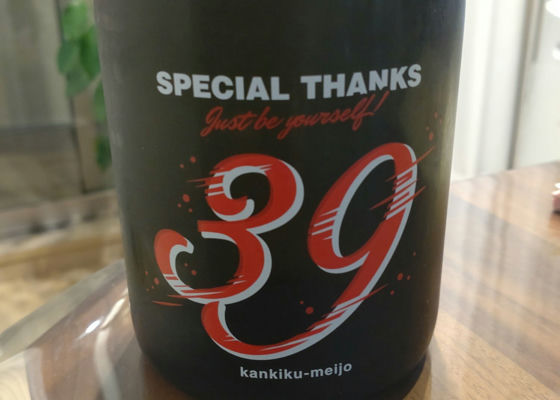 SPECIAL THANKS
Just be yourself!
39
kankiku-meijo